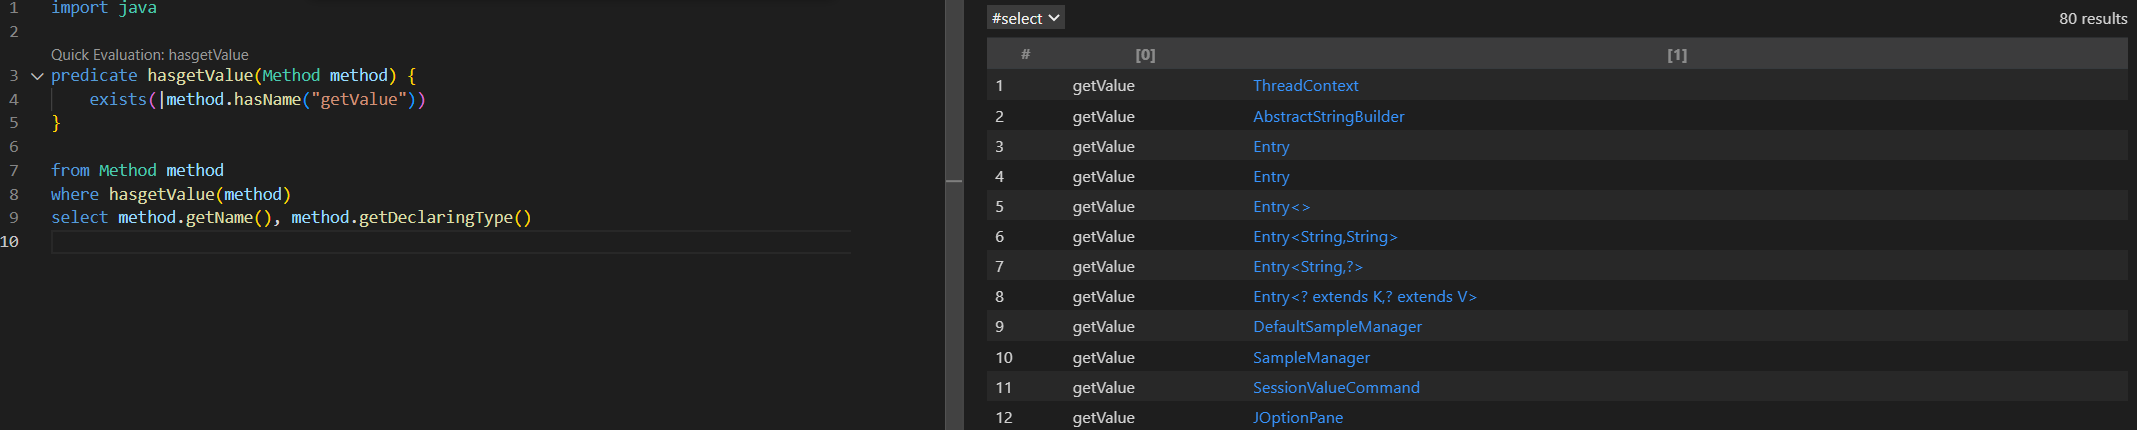 1 import java
2
Quick Evaluation: hasgetValue
3 predicate hasgetValue(Method method) {
4 exists(|method.hasName("getValue"))
5 }
6
7 from Method method
8 where hasgetValue(method)
9 select method.getName(), method.getDeclaringType()
10
#select 80 results
# [0] [1]
1 getValue ThreadContext
2 getValue AbstractStringBuilder
3 getValue Entry
4 getValue Entry
5 getValue Entry<>
6 getValue Entry<String,String>
7 getValue Entry<String,?>
8 getValue Entry<? extends K,? extends V>
9 getValue DefaultSampleManager
10 getValue SampleManager
11 getValue SessionValueCommand
12 getValue JOptionPane